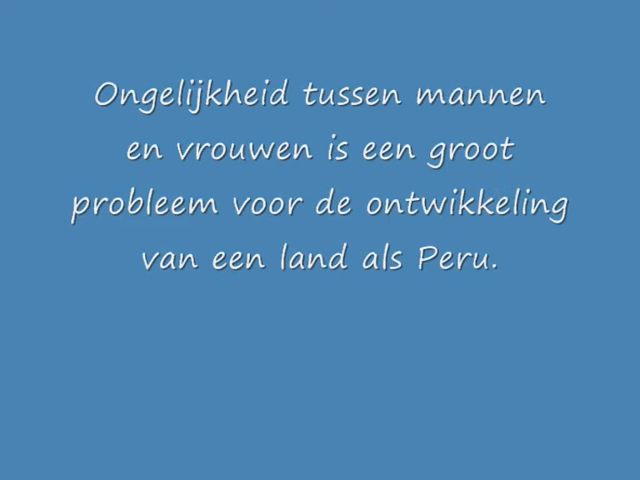 Ongelijkheid tussen mannen
en vrouwen is een groot
probleem voor de ontwikkeling
van een land als Peru.